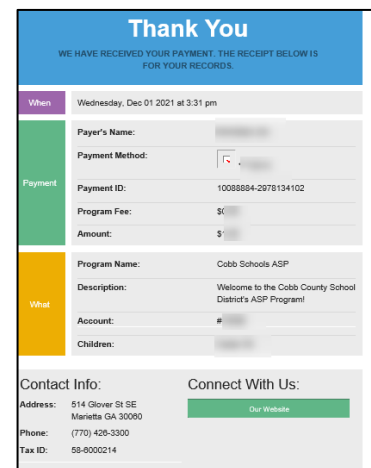 Thank You
WE HAVE RECEIVED YOUR PAYMENT. THE RECEIPT BELOW IS
FOR YOUR RECORDS.
When
Wednesday, Dec 01 2021 at 3:31 pm
Payment
Payer's Name:
Payment Method:
Payment ID: 10088884-2978134102
Program Fee: $
Amount: $
What
Program Name: Cobb Schools ASP
Description: Welcome to the Cobb County School
District's ASP Program!
Account: #
Children:
Contact Info:
Address: 514 Glover St SE
Marietta GA 30060
Phone: (770) 426-3300
Tax ID: 58-6000214
Connect With Us:
Our Website